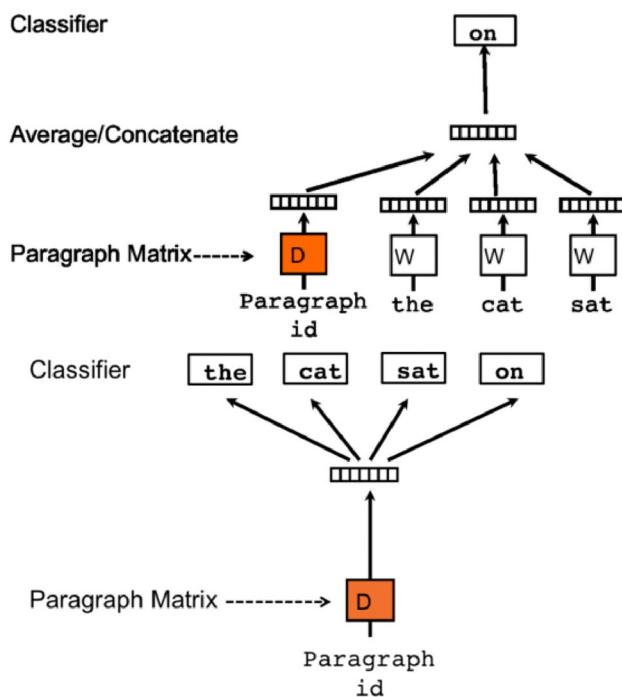 Classifier
on
Average/Concatenate
Paragraph Matrix
D W W W
Paragraph the cat sat
id
Classifier the cat sat on
Paragraph Matrix D
Paragraph
id